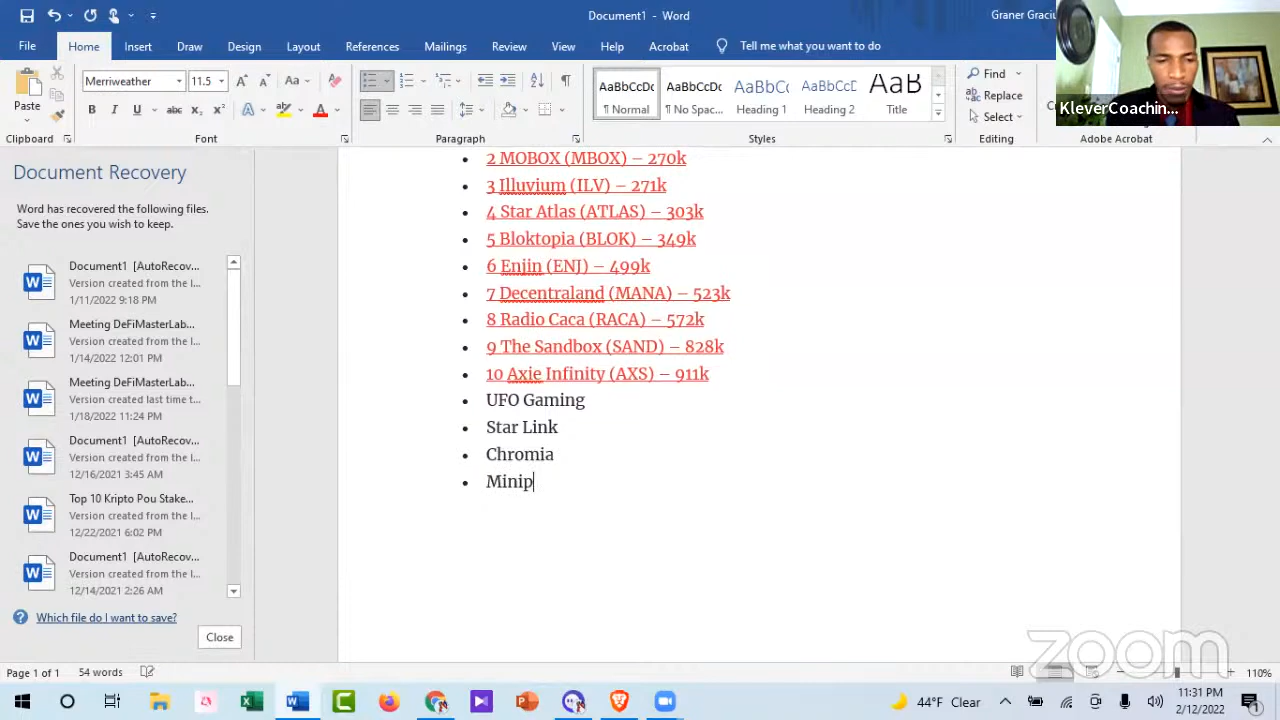 Document1 - Word
Graner Graciu
File
Home
Insert
Draw
Design
Layout
References
Mailings
Review
View
Help
Acrobat
Tell me what you want to do
Paste
Merriweather
11.5
AaBbCcDc
AaBbCcDc
AaBbCcD
AaBbCcD
AaB
¶ Normal
¶ No Spac...
Heading 1
Heading 2
Title
Find
Replace
Select
Clipboard
Font
Paragraph
Styles
Editing
Adobe Acrobat
KleverCoachin...
Document Recovery
Word has recovered the following files.
Save the ones you wish to keep.
Document1 [AutoRecov...
Version created from the l...
1/11/2022 9:18 PM
Meeting DeFiMasterLab...
Version created from the l...
1/14/2022 12:01 PM
Meeting DeFiMasterLab...
Version created last time t...
1/18/2022 11:24 PM
Document1 [AutoRecov...
Version created from the l...
12/16/2021 3:45 AM
Top 10 Kripto Pou Stake...
Version created from the l...
12/22/2021 6:02 PM
Document1 [AutoRecov...
Version created from the l...
12/14/2021 2:26 AM
Which file do I want to save?
Close
• 2 MOBOX (MBOX) – 270k
• 3 Illuvium (ILV) – 271k
• 4 Star Atlas (ATLAS) – 303k
• 5 Bloktopia (BLOK) – 349k
• 6 Enjin (ENJ) – 499k
• 7 Decentraland (MANA) – 523k
• 8 Radio Caca (RACA) – 572k
• 9 The Sandbox (SAND) – 828k
• 10 Axie Infinity (AXS) – 911k
• UFO Gaming
• Star Link
• Chromia
• Minip
zoom
Page 1 of 1
54 words
110%
44°F Clear
11:31 PM
2/12/2022